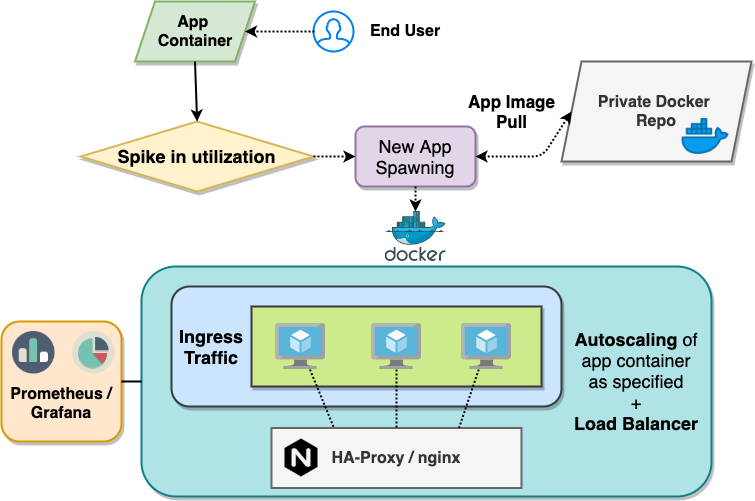 App
Container
End User
Spike in utilization
New App
Spawning
App Image
Pull
Private Docker
Repo
docker
Prometheus /
Grafana
Ingress
Traffic
Autoscaling of
app container
as specified
+
Load Balancer
N
HA-Proxy / nginx